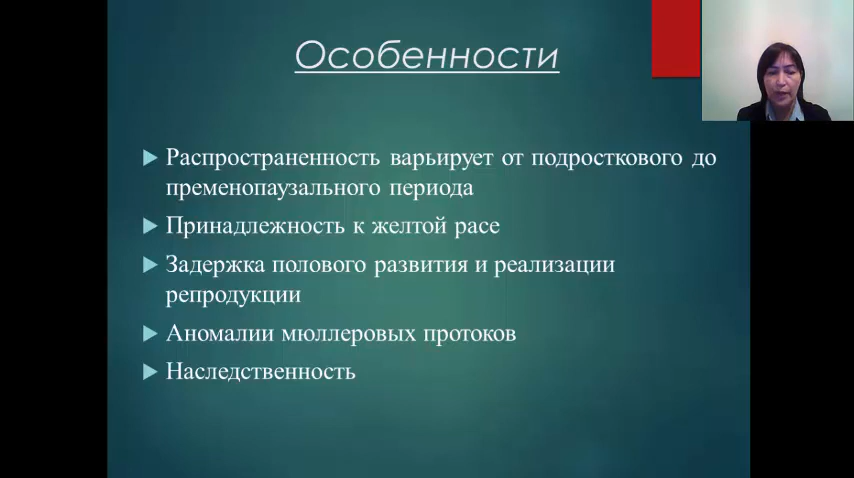 Особенности
Распространенность варьирует от подросткового до
пременопаузального периода
Принадлежность к желтой расе
Задержка полового развития и реализации
репродукции
Аномалии мюллеровых протоков
Наследственность